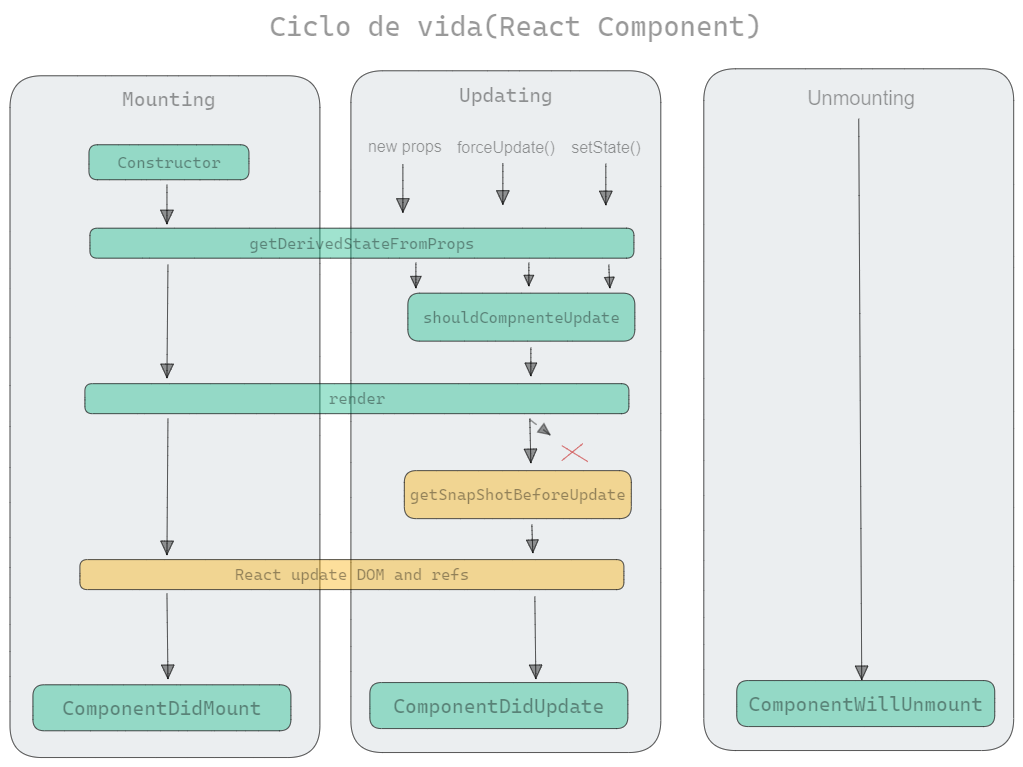 Ciclo de vida(React Component)
Mounting
Updating
Unmounting
new props
forceUpdate()
setState()
Constructor
getDerivedStateFromProps
shouldCompnenteUpdate
render
getSnapShotBeforeUpdate
React update DOM and refs
ComponentDidMount
ComponentDidUpdate
ComponentWillUnmount